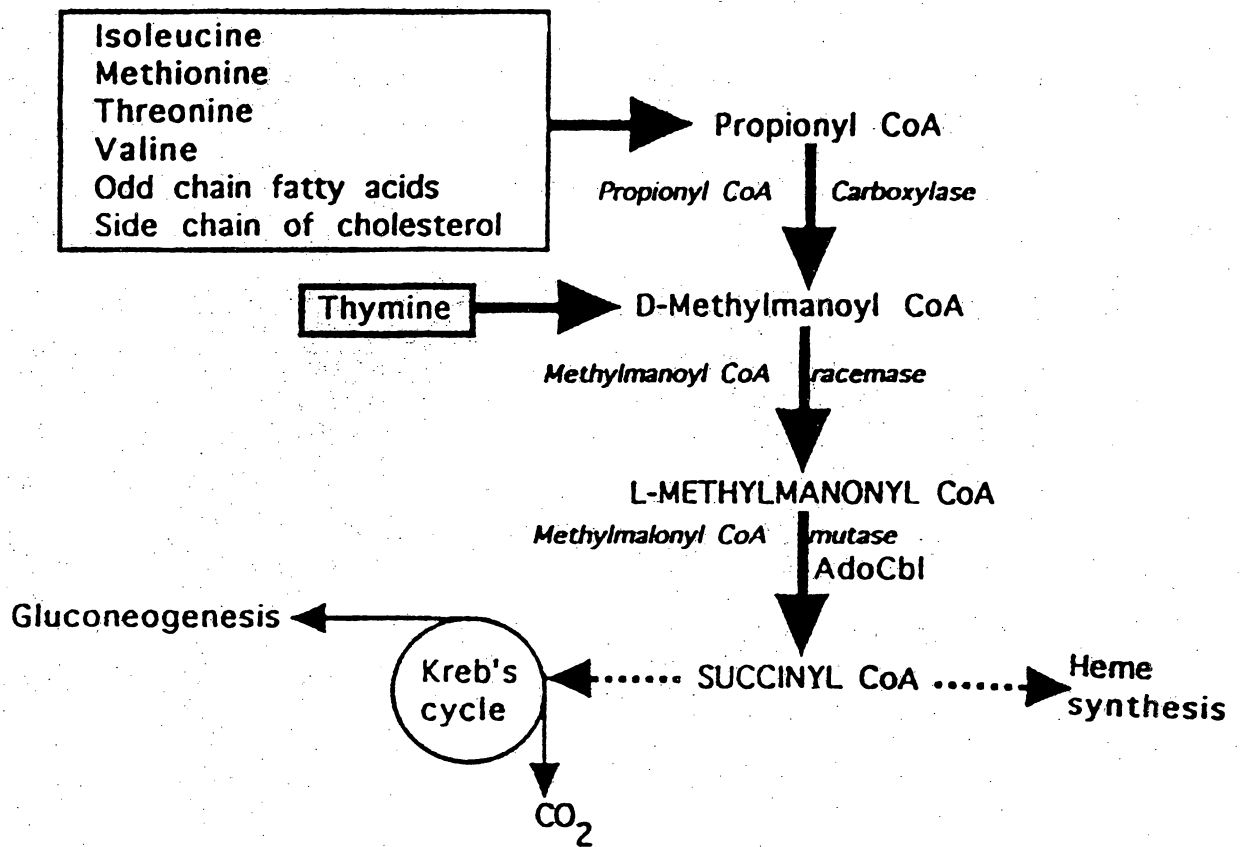 Isoleucine
Methionine
Threonine
Valine
Odd chain fatty acids
Side chain of cholesterol
Propionyl CoA
Propionyl CoA Carboxylase
Thymine
D-Methylmanoyl CoA
Methylmanoyl CoA racemase
L-METHYLMANONYL CoA
Methylmalonyl CoA mutase
AdoCbl
Gluconeogenesis
Kreb's
cycle
SUCCINYL CoA
Heme
synthesis
CO2